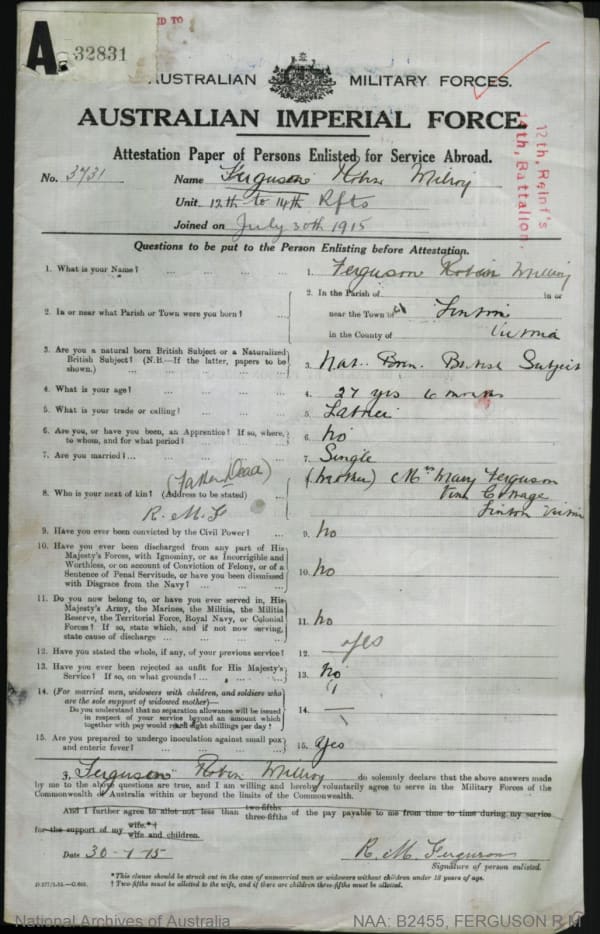 A. 32831
ED TO
AUSTRALIAN MILITARY FORCES.
AUSTRALIAN IMPERIAL FORCE.
12th, Reinf's
14th, Battalion.
Attestation Paper of Persons Enlisted for Service Abroad.
No. 3731 Name Ferguson Milroy
Unit 12th to 14th Rfts
Joined on July 30th 1915
Questions to be put to the Person Enlisting before Attestation.
1. What is your Name? ... 1. Ferguson Robin Milroy
2. In or near what Parish or Town were you born? ... 2. In the Parish of in or
near the Town of Linton
in the County of Victoria
3. Are you a natural born British Subject or a Naturalized
British Subject? (N.B.—If the latter, papers to be
shown.) 3. Nat. Born British Subject
4. What is your age? 4. 27 yrs 6 months
5. What is your trade or calling? 5. Labourer
6. Are you, or have you been, an Apprentice? If so, where,
to whom, and for what period? 6. No
7. Are you married? ... 7. Single
(Father Dead)
8. Who is your next of kin? (Address to be stated) (Mother) Mrs Mary Ferguson
Cottage
Linton Victoria
R. M. F
9. Have you ever been convicted by the Civil Power? 9. No
10. Have you ever been discharged from any part of His
Majesty's Forces, with Ignominy, or as Incorrigible and
Worthless, or on account of Conviction of Felony, or of a
Sentence of Penal Servitude, or have you been dismissed
with Disgrace from the Navy? 10. No
11. Do you now belong to, or have you ever served in, His
Majesty's Army, the Marines, the Militia, the Militia
Reserve, the Territorial Force, Royal Navy, or Colonial
Forces? If so, state which, and if not now serving,
state cause of discharge 11. No
12. Have you stated the whole, if any, of your previous service? 12. Yes
13. Have you ever been rejected as unfit for His Majesty's
Service? If so, on what grounds? 13. No
14. (For married men, widowers with children, and soldiers who
are the sole support of widowed mother)—
Do you understand that no separation allowance will be issued
in respect of your service beyond an amount which
together with pay would reach eight shillings per day? 14. —
15. Are you prepared to undergo inoculation against small pox
and enteric fever? 15. Yes
I, Ferguson Robin Milroy do solemnly declare that the above answers made
by me to the above questions are true, and I am willing and hereby voluntarily agree to serve in the Military Forces of the
Commonwealth of Australia within or beyond the limits of the Commonwealth.
And I further agree to allot not less than two-fifths three-fifths of the pay payable to me from time to time during my service
for the support of my wife.*† wife and children.
Date 30-7-15 R. M. Ferguson
Signature of person enlisted.
*This clause should be struck out in the case of unmarried men or widowers without children under 18 years of age.
† Two-fifths must be allotted to the wife, and if there are children three-fifths must be allotted.
National Archives of Australia NAA: B2455, FERGUSON R M